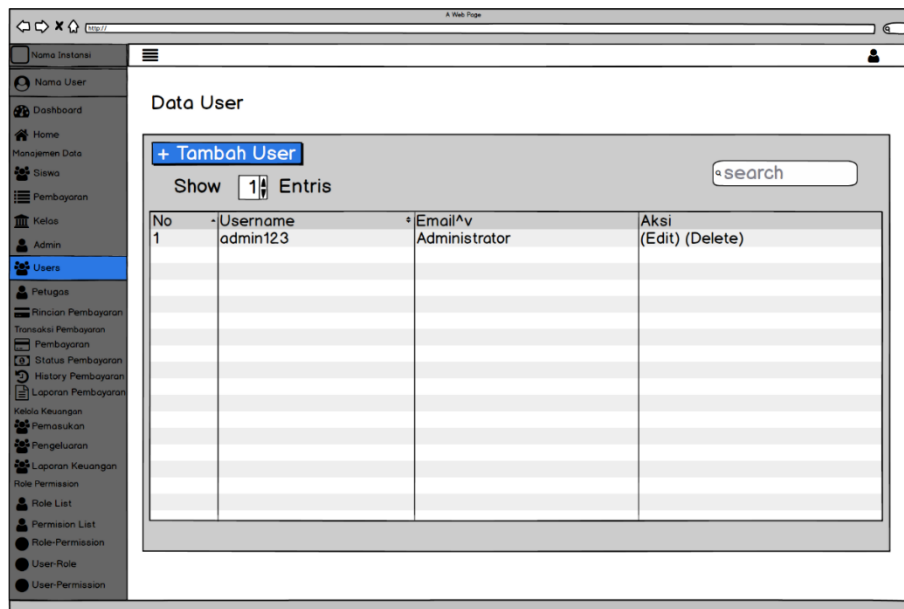 A Web Page
http://
Nama Instansi
Nama User
Dashboard
Home
Manajemen Data
Siswa
Pembayaran
Kelas
Admin
Users
Petugas
Rincian Pembayaran
Transaksi Pembayaran
Pembayaran
Status Pembayaran
History Pembayaran
Laporan Pembayaran
Kelola Keuangan
Pemasukan
Pengeluaran
Laporan Keuangan
Role Permission
Role List
Permision List
Role-Permission
User-Role
User-Permission
Data User
+ Tambah User
search
Show 1 Entris
No Username Email^v Aksi
1 admin123 Administrator (Edit) (Delete)